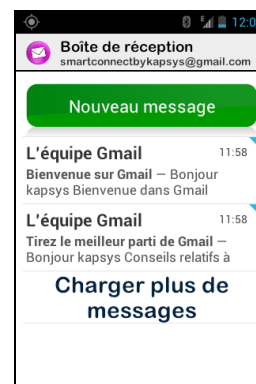 12:0
Boîte de réception
smartconnectbykapsys@gmail.com
Nouveau message
L'équipe Gmail 11:58
Bienvenue sur Gmail — Bonjour
kapsys Bienvenue dans Gmail
L'équipe Gmail 11:58
Tirez le meilleur parti de Gmail —
Bonjour kapsys Conseils relatifs à
Charger plus de
messages